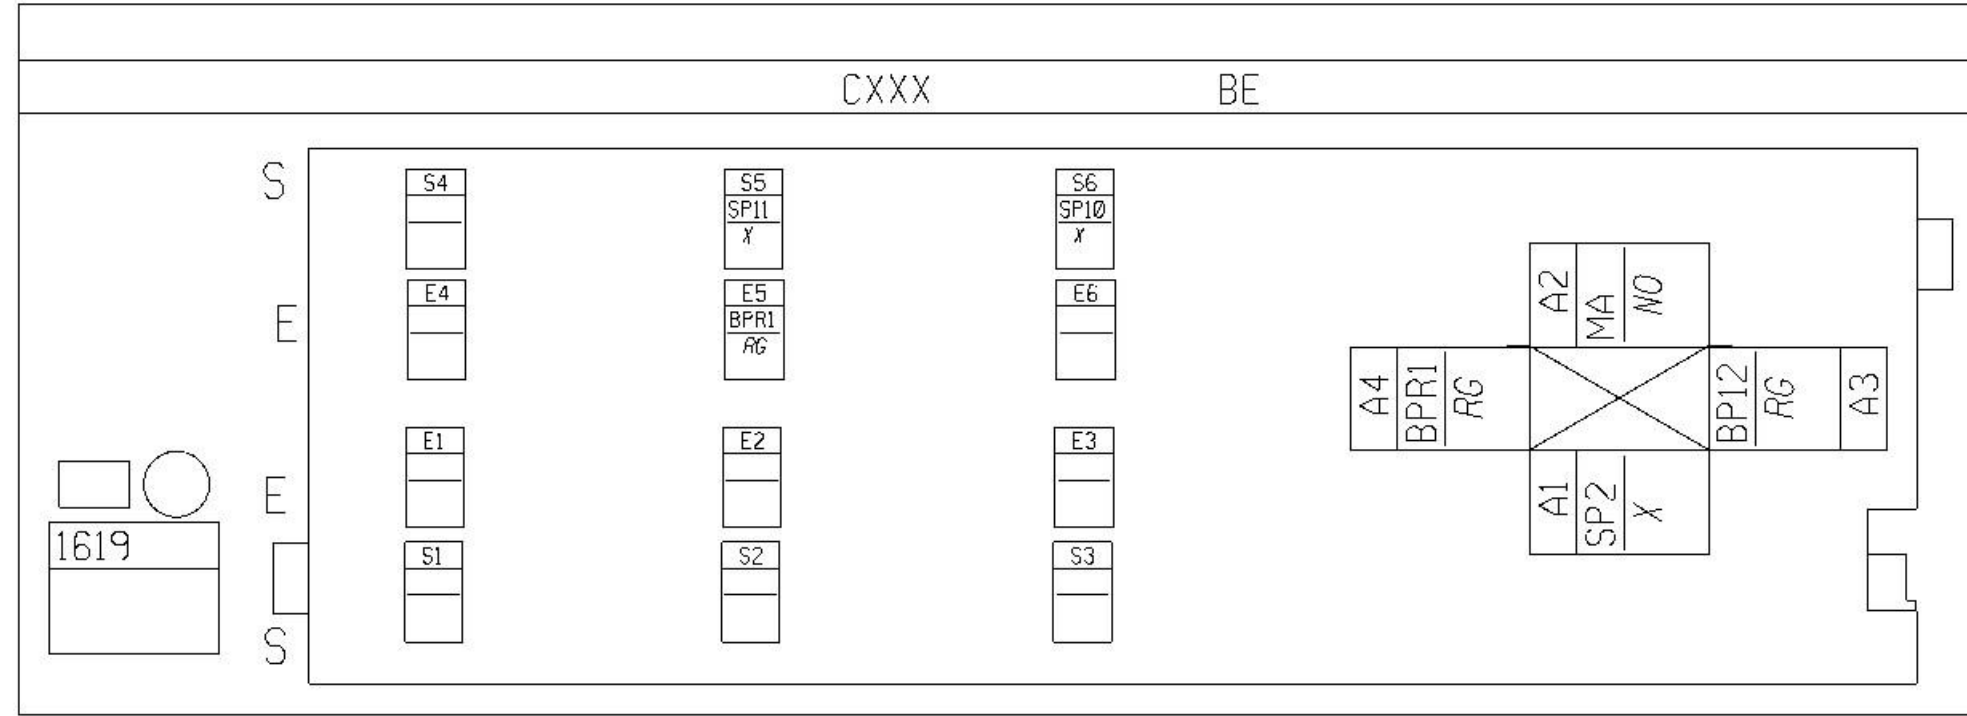 CXXX BE
S
S4 S5 S6
SP11 SP10
X X
E
E4 E5 E6
BPR1
RG
A2 MA NO
A4 BPR1 RG
BP12 RG A3
A1 SP2 X
E
E1 E2 E3
1619
S1 S2 S3
S